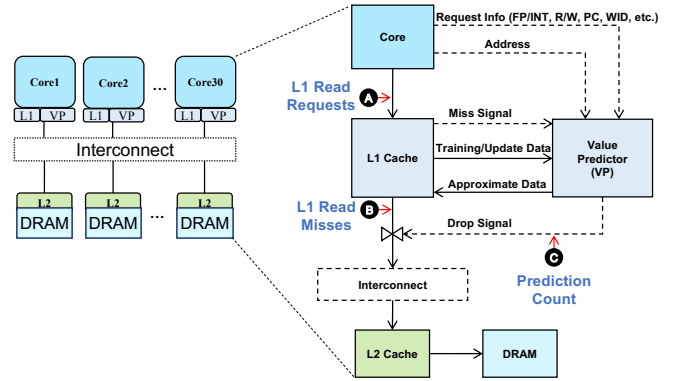 Core1
Core2
...
Core30
L1
VP
L1
VP
L1
VP
Interconnect
L2
DRAM
L2
DRAM
...
L2
DRAM
Request Info (FP/INT, R/W, PC, WID, etc.)
Core
Address
L1 Read
Requests
A
Miss Signal
L1 Cache
Training/Update Data
Value
Predictor
(VP)
Approximate Data
L1 Read
Misses
B
Drop Signal
C
Prediction
Count
Interconnect
L2 Cache
DRAM